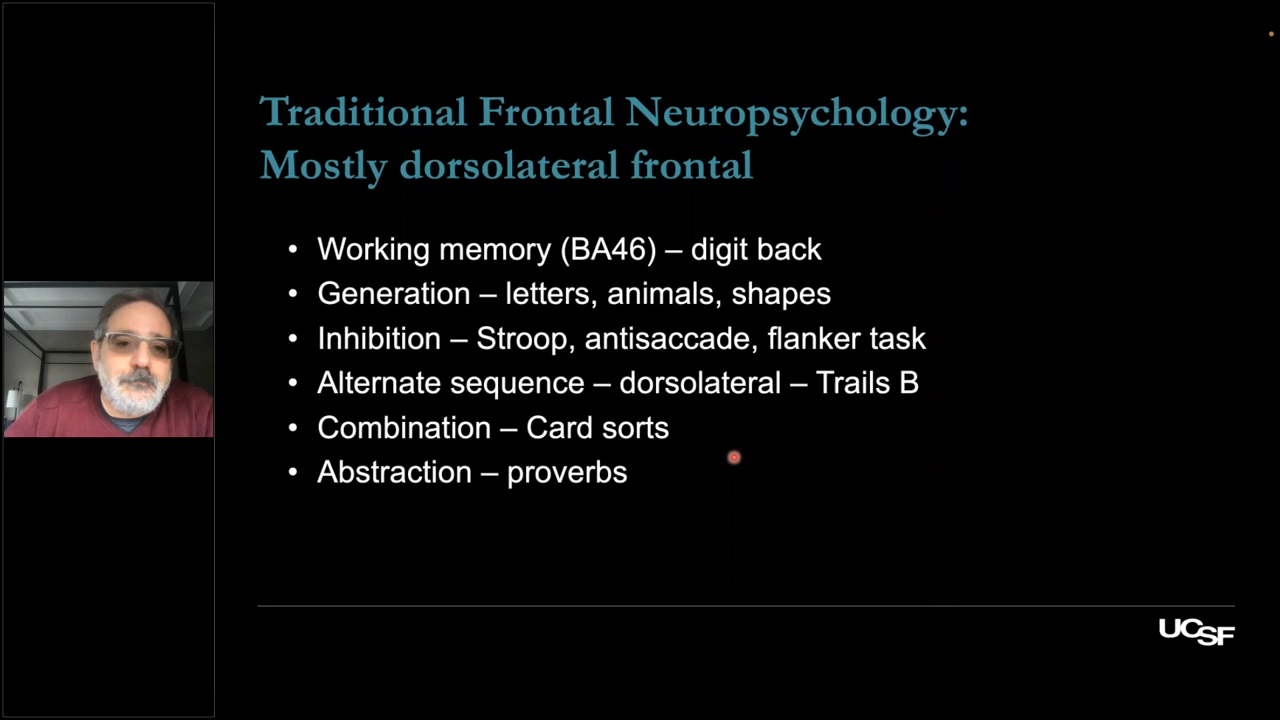 Traditional Frontal Neuropsychology:
Mostly dorsolateral frontal
• Working memory (BA46) – digit back
• Generation – letters, animals, shapes
• Inhibition – Stroop, antisaccade, flanker task
• Alternate sequence – dorsolateral – Trails B
• Combination – Card sorts
• Abstraction – proverbs
UCSF